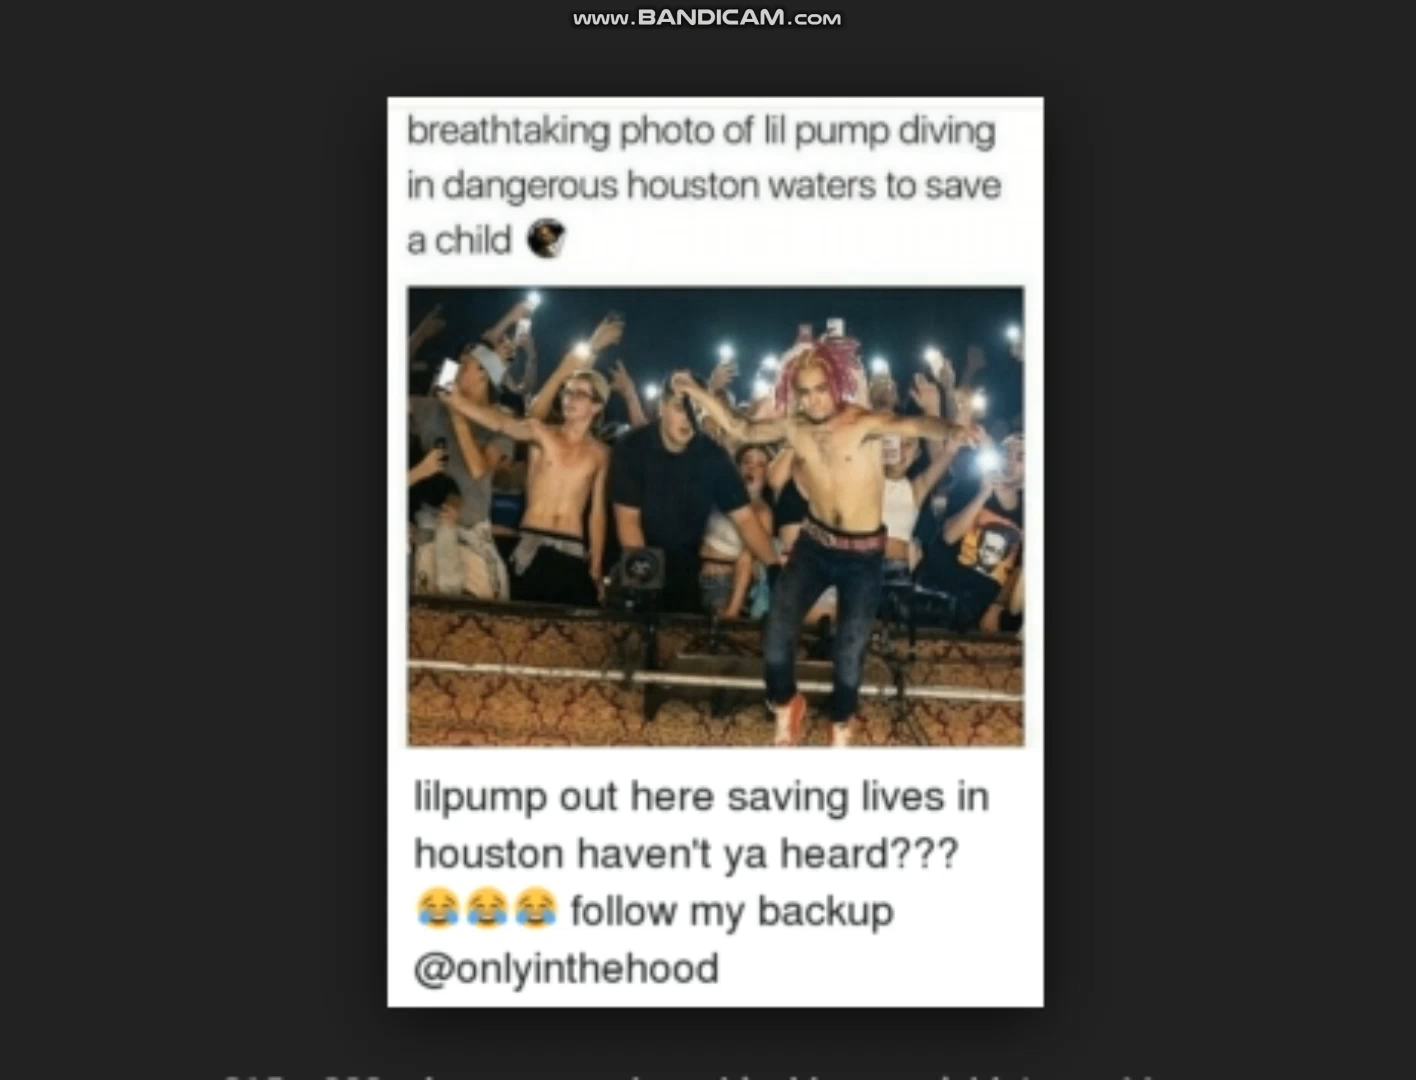 www.BANDICAM.com
breathtaking photo of lil pump diving
in dangerous houston waters to save
a child
lilpump out here saving lives in
houston haven't ya heard???
😂😂😂 follow my backup
@onlyinthehood